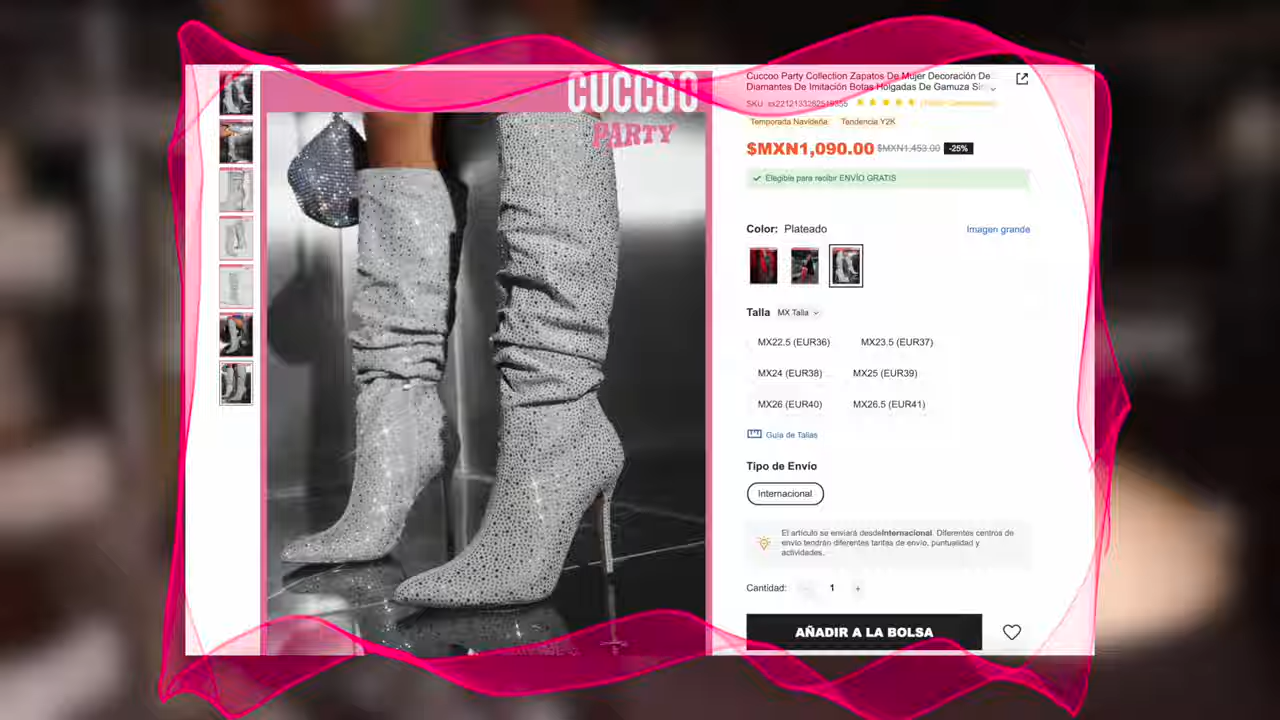 CUCCOO
PARTY
Cuccoo Party Collection Zapatos De Mujer Decoración De
Diamantes De Imitación Botas Holgadas De Gamuza
SKU:
Temporada Navideña Tendencia Y2K
$MXN1,090.00 $MXN1,453.00 -25%
Elegible para recibir ENVÍO GRATIS
Color: Plateado Imagen grande
Talla MX Talla
MX22.5 (EUR36) MX23.5 (EUR37)
MX24 (EUR38) MX25 (EUR39)
MX26 (EUR40) MX26.5 (EUR41)
Guía de Tallas
Tipo de Envío
Internacional
El artículo se enviará desdeInternacional. Diferentes centros de
envío tendrán diferentes tarifas de envío, puntualidad y
actividades.
Cantidad: - 1 +
AÑADIR A LA BOLSA